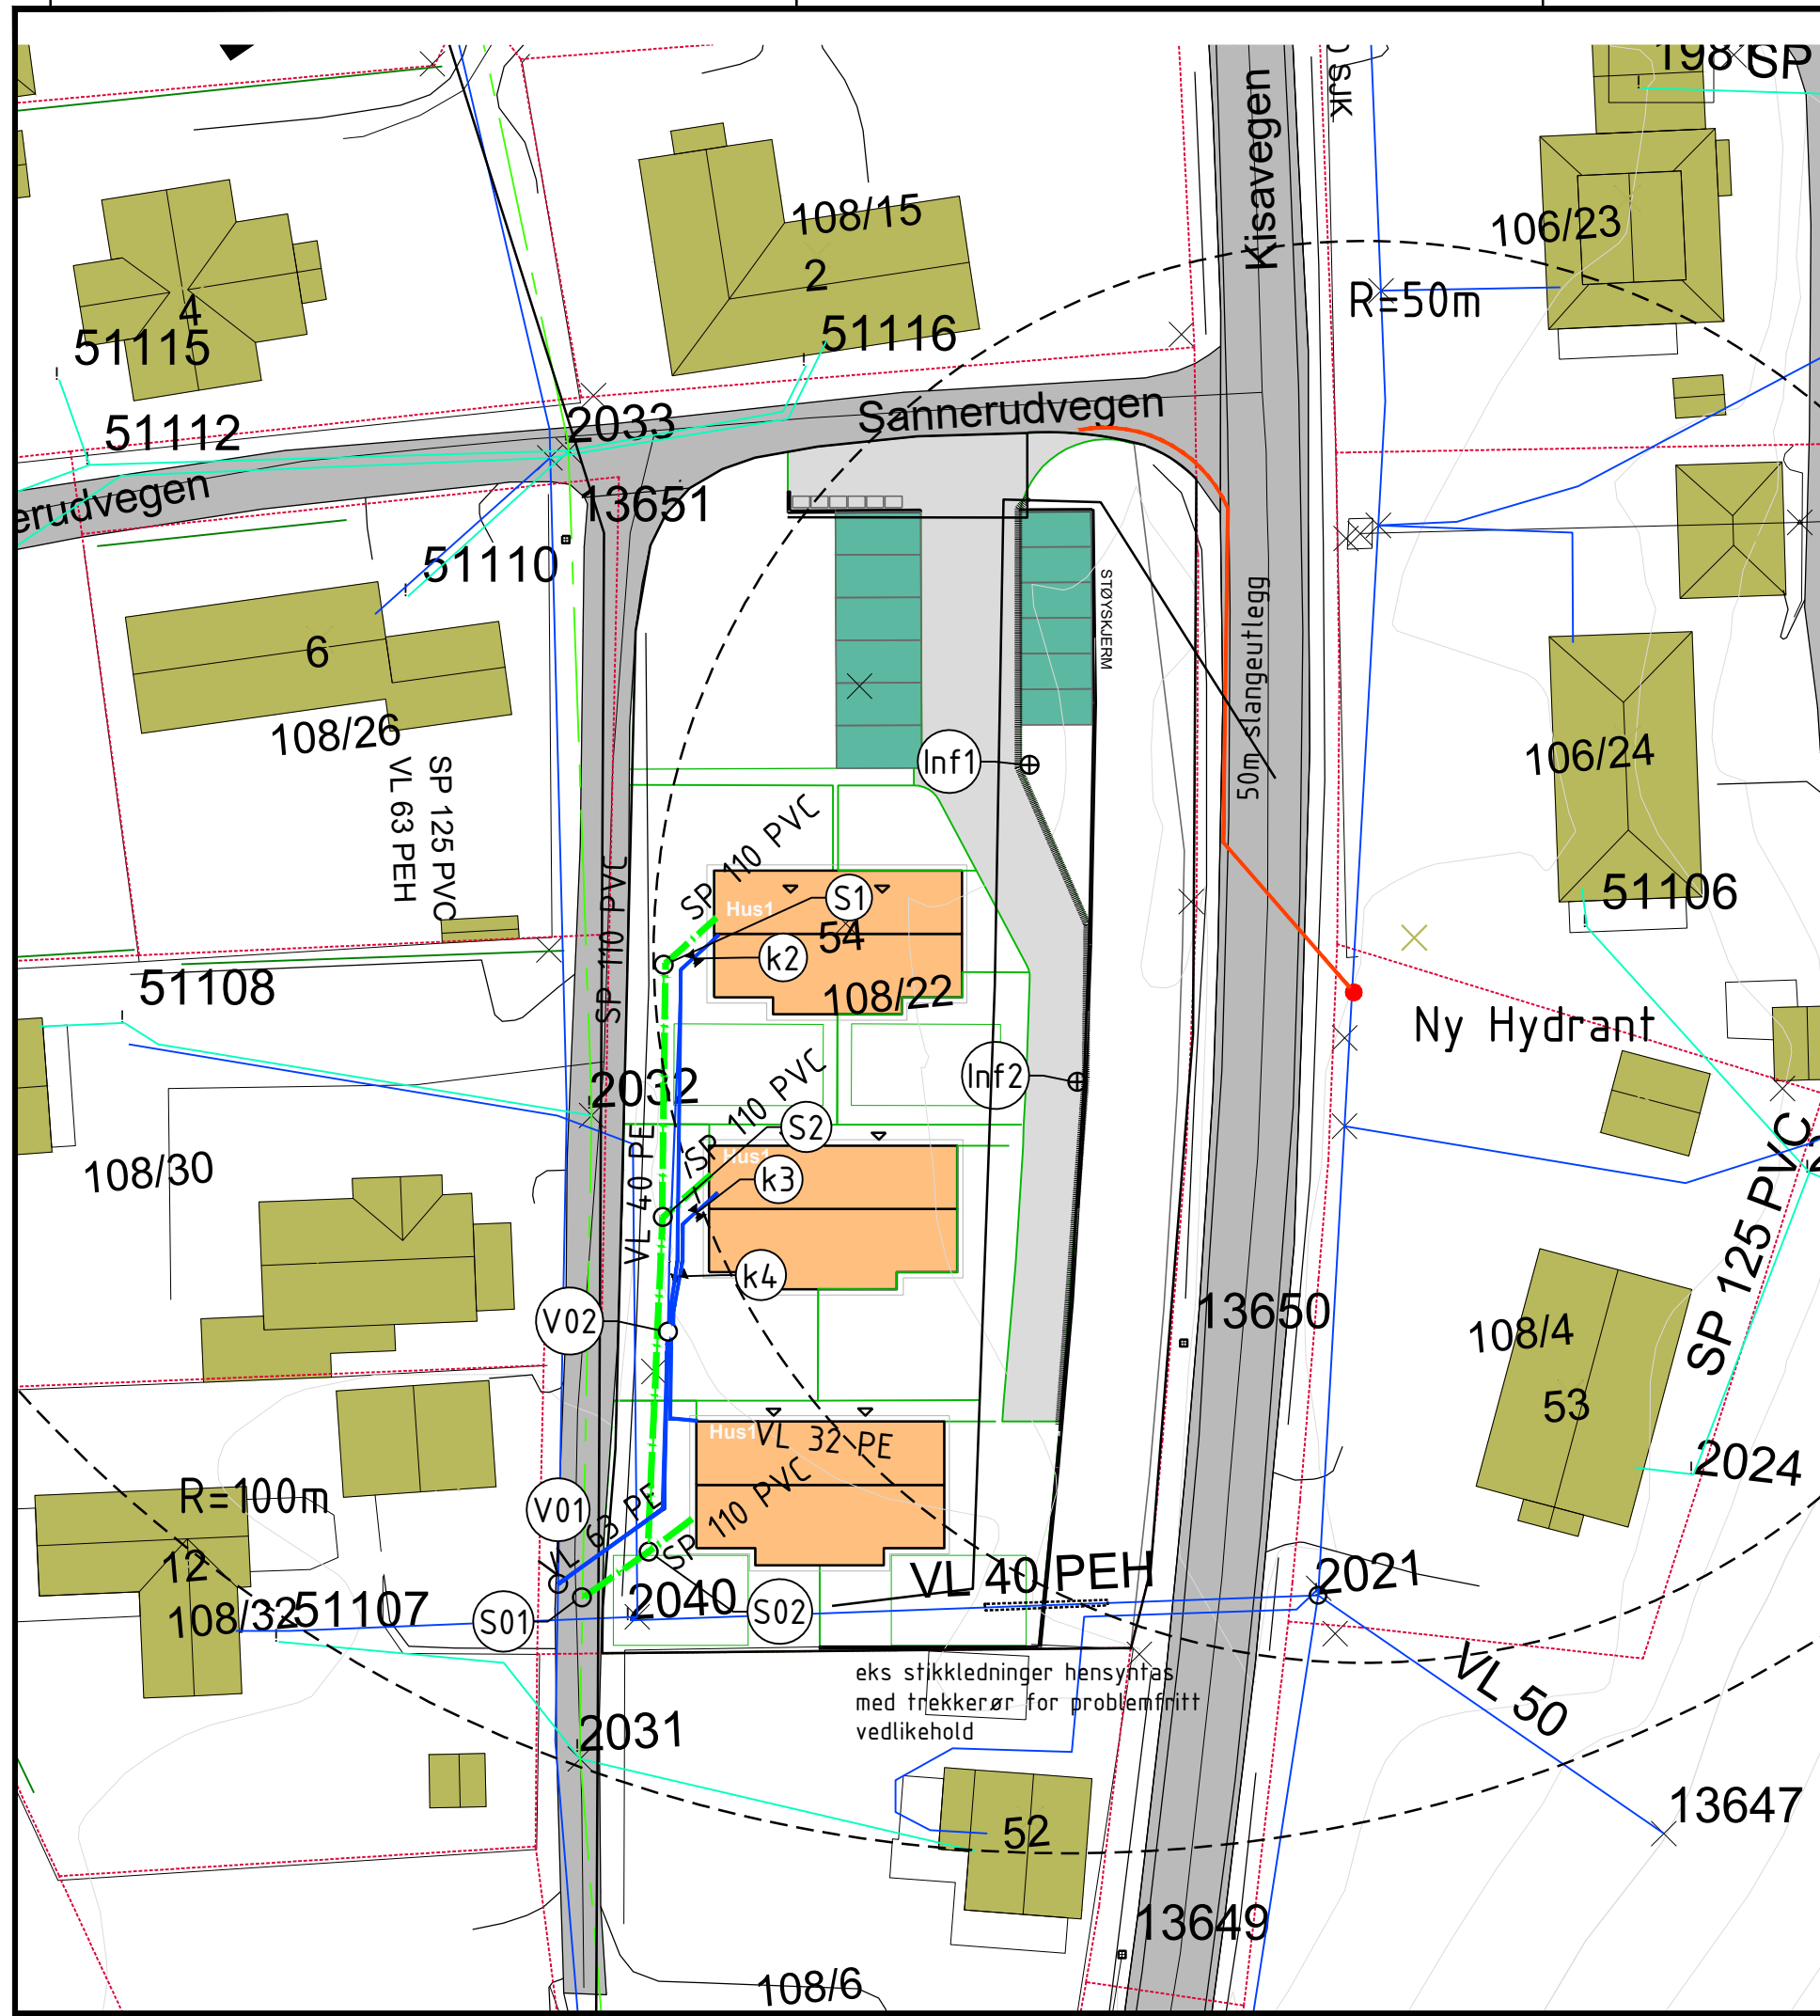 198
SP
SJK
Kisavegen
108/15
2
106/23
R=50m
4
51115
51116
51112
2033
Sannerudvegen
erudvegen
13651
51110
STØYSKJERM
50m slangeutlegg
6
108/26
SP 125 PVC
VL 63 PEH
Inf1
106/24
SP 110 PVC
SP 110 PVC
S1
Hus1
54
k2
108/22
51106
51108
Ny Hydrant
Inf2
2032
SP 110 PVC
S2
Hus1
k3
VL 40 PE
108/30
k4
V02
13650
108/4
SP 125 PVC
53
Hus1
VL 32 PE
2024
R=100m
V01
VL 63 PE
SP 110 PVC
12
VL 40 PEH
2021
108/32
51107
S01
2040
S02
eks stikkledninger hensyntas
med trekkerør for problemfritt
vedlikehold
VL 50
2031
13647
52
13649
108/6